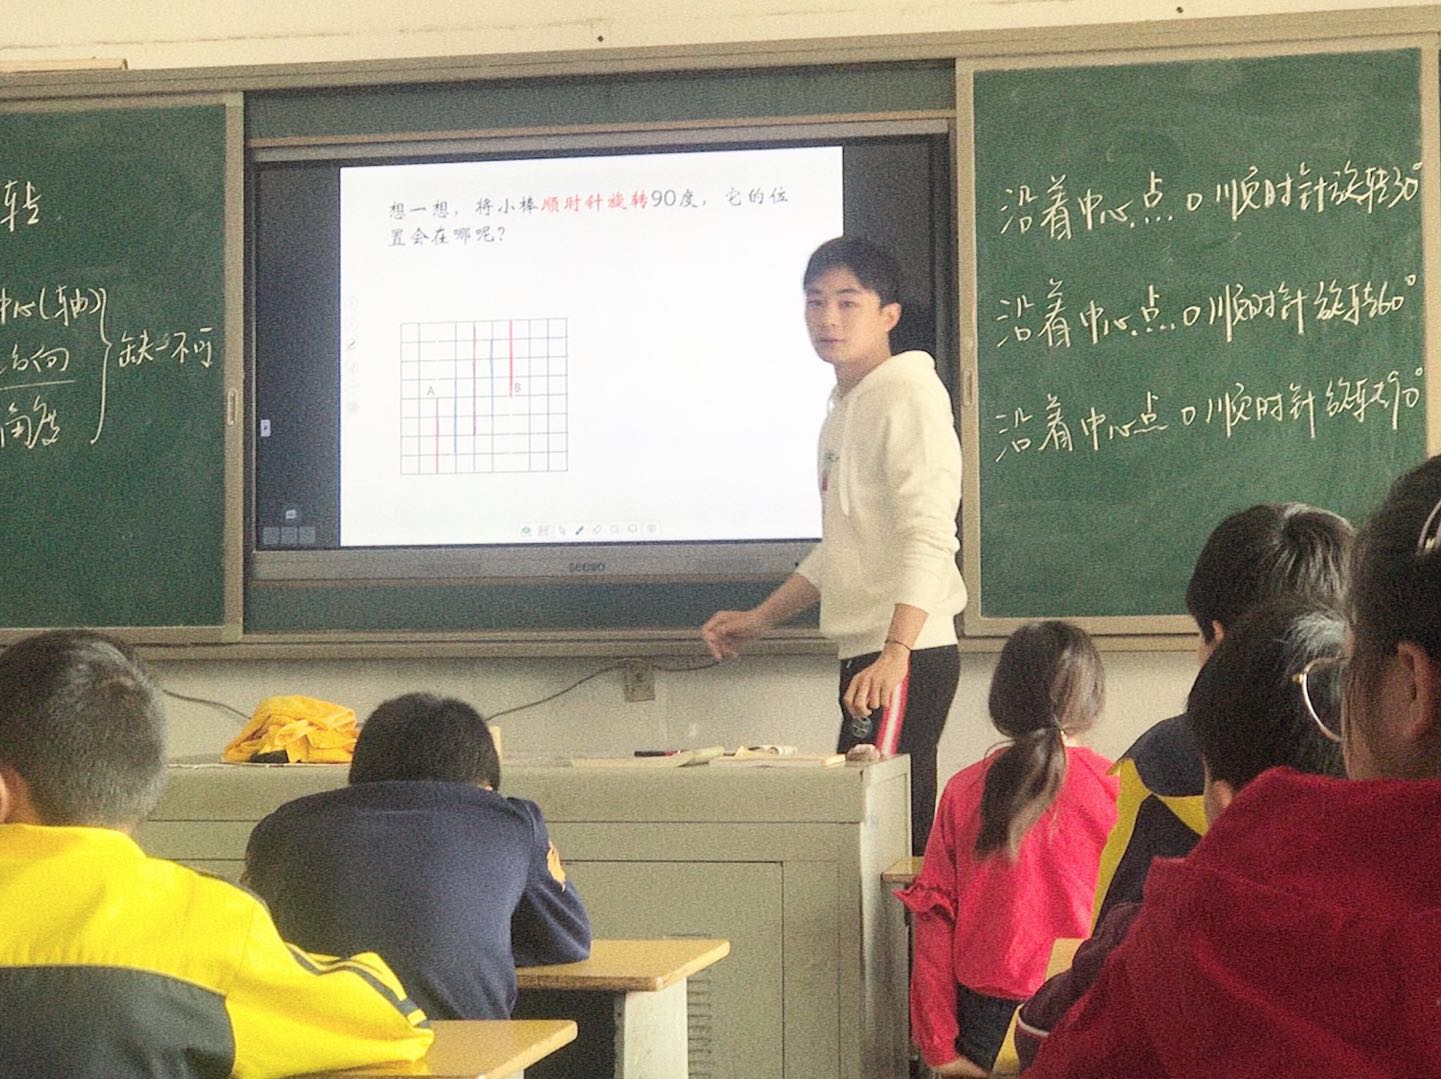 转
中心(轴)
方向
角度
缺一不可
想一想，将小棒顺时针旋转90度，它的位
置会在哪呢？
A
B
seewo
沿着中心点O顺时针旋转30°
沿着中心点O顺时针旋转60°
沿着中心点O顺时针旋转90°